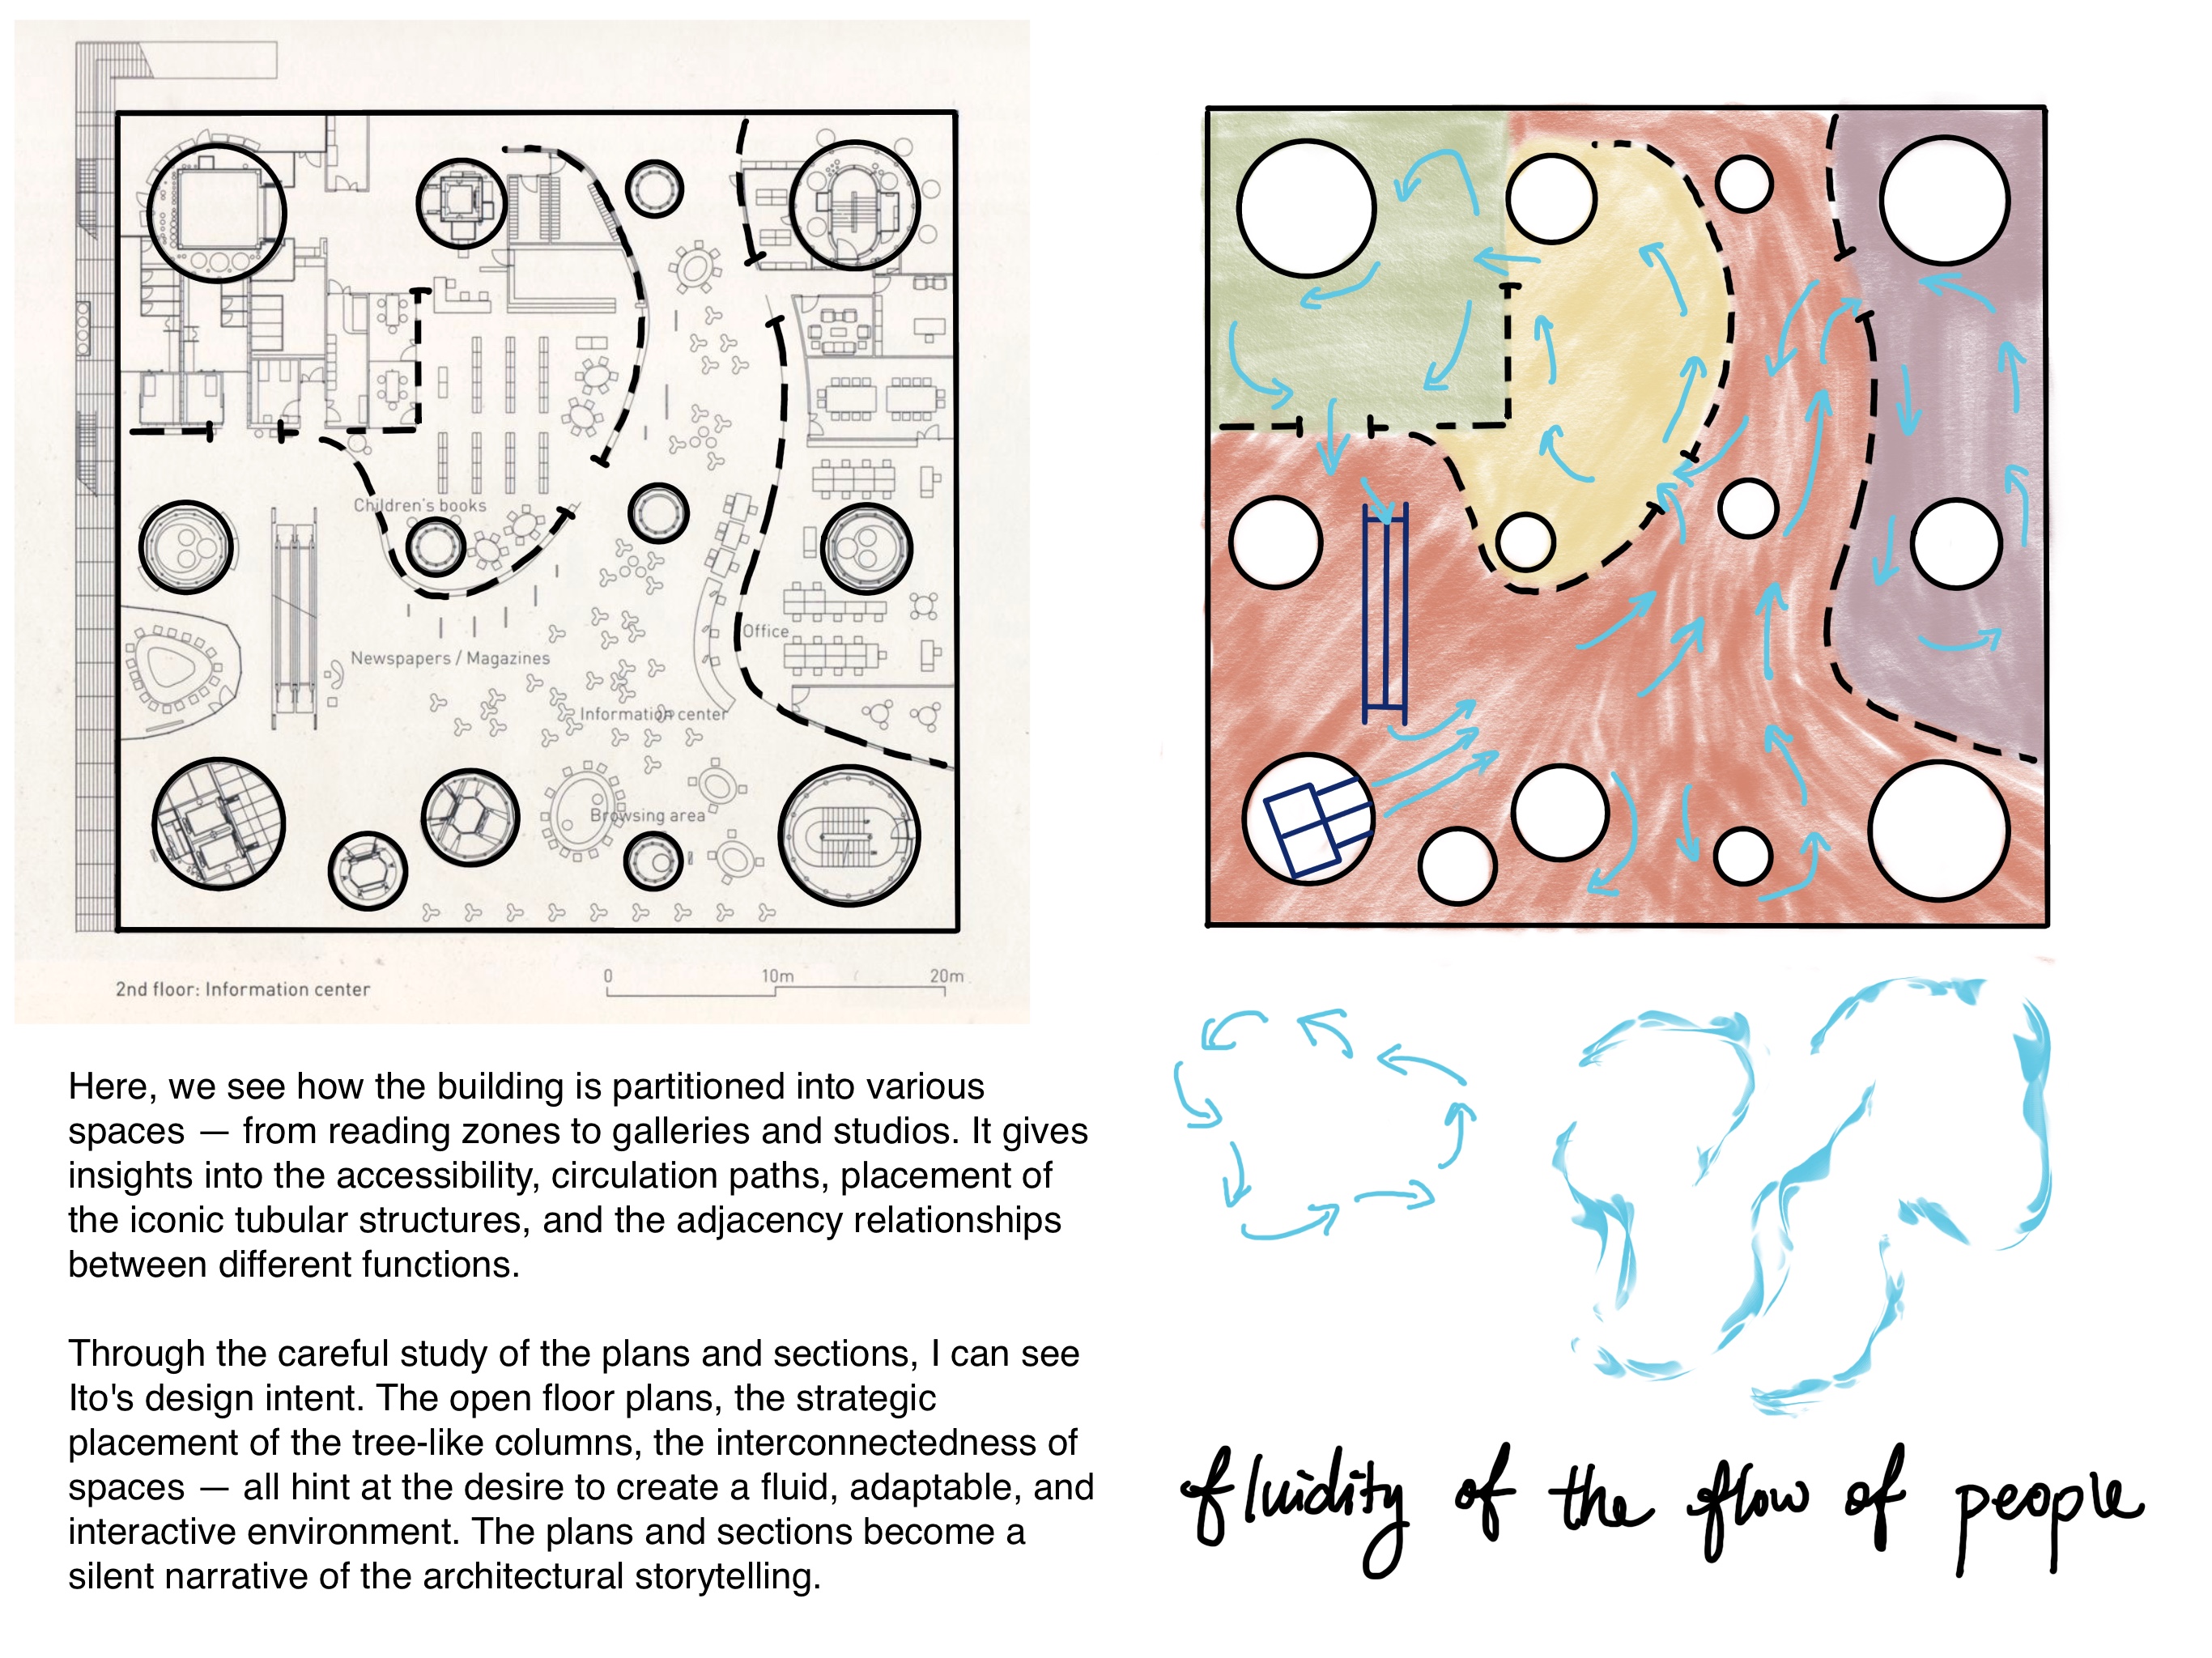 Children's books
Newspapers / Magazines
Office
Information center
Browsing area
2nd floor: Information center
0 10m 20m
Here, we see how the building is partitioned into various
spaces — from reading zones to galleries and studios. It gives
insights into the accessibility, circulation paths, placement of
the iconic tubular structures, and the adjacency relationships
between different functions.
Through the careful study of the plans and sections, I can see
Ito's design intent. The open floor plans, the strategic
placement of the tree-like columns, the interconnectedness of
spaces — all hint at the desire to create a fluid, adaptable, and
interactive environment. The plans and sections become a
silent narrative of the architectural storytelling.
fluidity of the flow of people